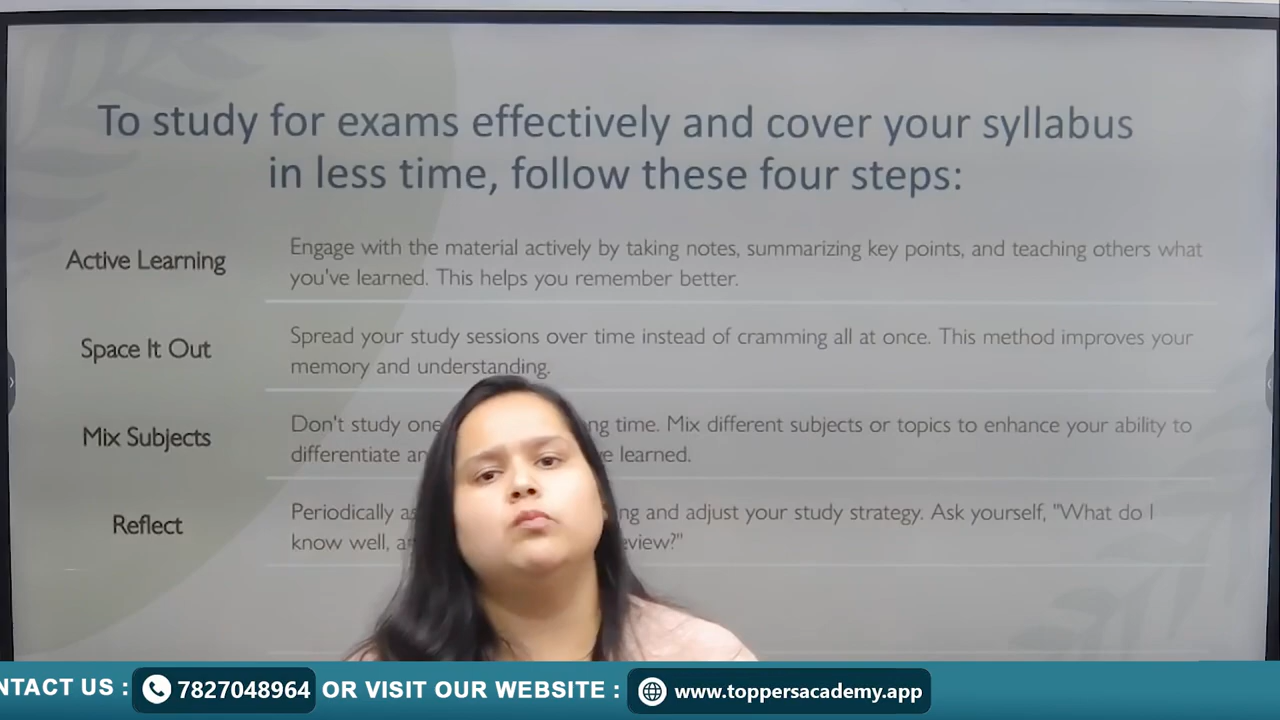 To study for exams effectively and cover your syllabus
in less time, follow these four steps:
Active Learning
Engage with the material actively by taking notes, summarizing key points, and teaching others what
you've learned. This helps you remember better.
Space It Out
Spread your study sessions over time instead of cramming all at once. This method improves your
memory and understanding.
Mix Subjects
Don't study one time. Mix different subjects or topics to enhance your ability to
differentiate learned.
Reflect
Periodically and adjust your study strategy. Ask yourself, "What do I
know well,
NTACT US : 7827048964 OR VISIT OUR WEBSITE : www.toppersacademy.app